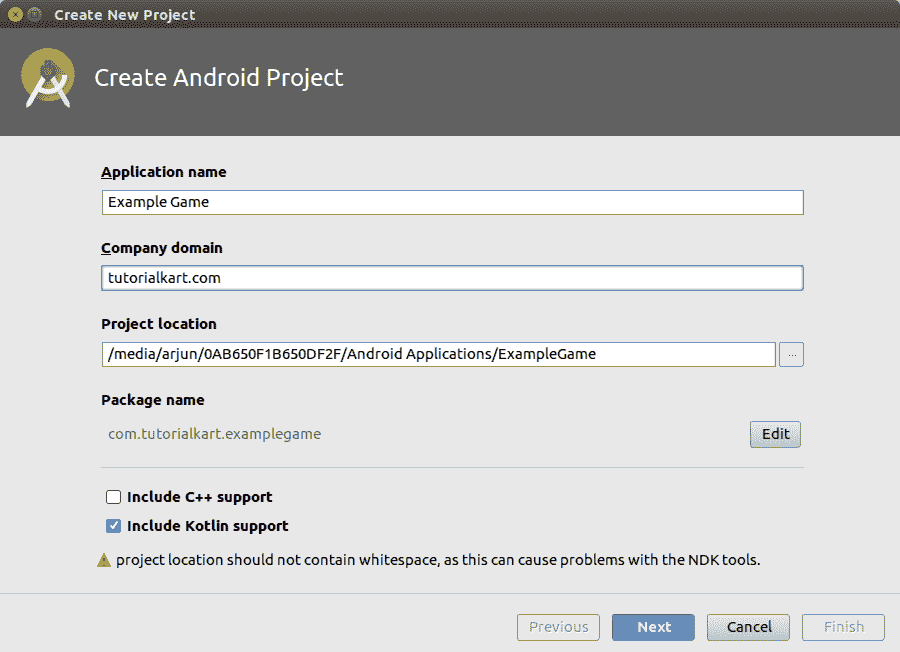 Create New Project
Create Android Project
Application name
Example Game
Company domain
tutorialkart.com
Project location
/media/arjun/0AB650F1B650DF2F/Android Applications/ExampleGame
...
Package name
com.tutorialkart.examplegame
Edit
Include C++ support
Include Kotlin support
project location should not contain whitespace, as this can cause problems with the NDK tools.
Previous Next Cancel Finish